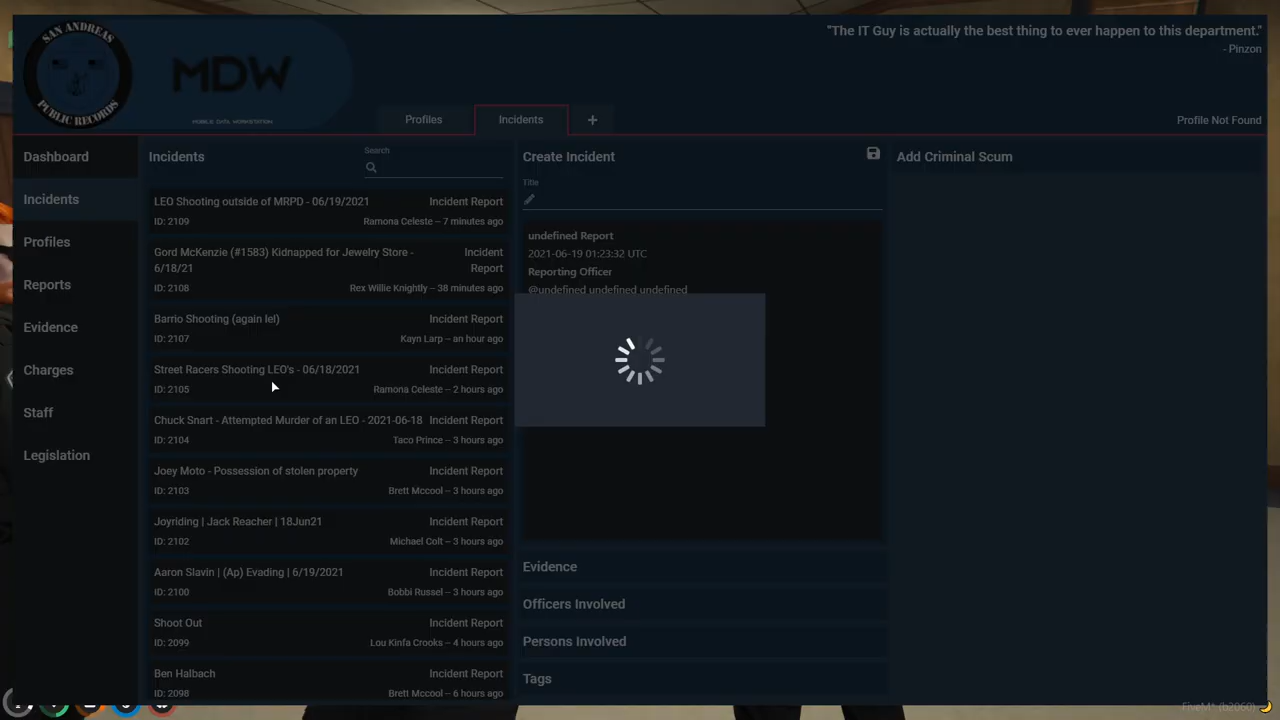 SAN ANDREAS
PUBLIC RECORDS
MDW
MOBILE DATA WORKSTATION
"The IT Guy is actually the best thing to ever happen to this department."
- Pinzon
Profiles
Incidents
+
Profile Not Found
Dashboard
Incidents
Profiles
Reports
Evidence
Charges
Staff
Legislation
Incidents
Search
LEO Shooting outside of MRPD - 06/19/2021 Incident Report
ID: 2109 Ramona Celeste – 7 minutes ago
Gord McKenzie (#1583) Kidnapped for Jewelry Store - Incident
6/18/21 Report
ID: 2108 Rex Willie Knightly – 38 minutes ago
Barrio Shooting (again lel) Incident Report
ID: 2107 Kayn Larp – an hour ago
Street Racers Shooting LEO's - 06/18/2021 Incident Report
ID: 2105 Ramona Celeste – 2 hours ago
Chuck Snart - Attempted Murder of an LEO - 2021-06-18 Incident Report
ID: 2104 Taco Prince – 3 hours ago
Joey Moto - Possession of stolen property Incident Report
ID: 2103 Brett Mccool – 3 hours ago
Joyriding | Jack Reacher | 18Jun21 Incident Report
ID: 2102 Michael Colt – 3 hours ago
Aaron Slavin | (Ap) Evading | 6/19/2021 Incident Report
ID: 2100 Bobbi Russel – 3 hours ago
Shoot Out Incident Report
ID: 2099 Lou Kinfa Crooks – 4 hours ago
Ben Halbach Incident Report
ID: 2098 Brett Mccool – 6 hours ago
Create Incident
Title
undefined Report
2021-06-19 01:23:32 UTC
Reporting Officer
@undefined undefined undefined
Evidence
Officers Involved
Persons Involved
Tags
Add Criminal Scum
FiveM* (b2060)